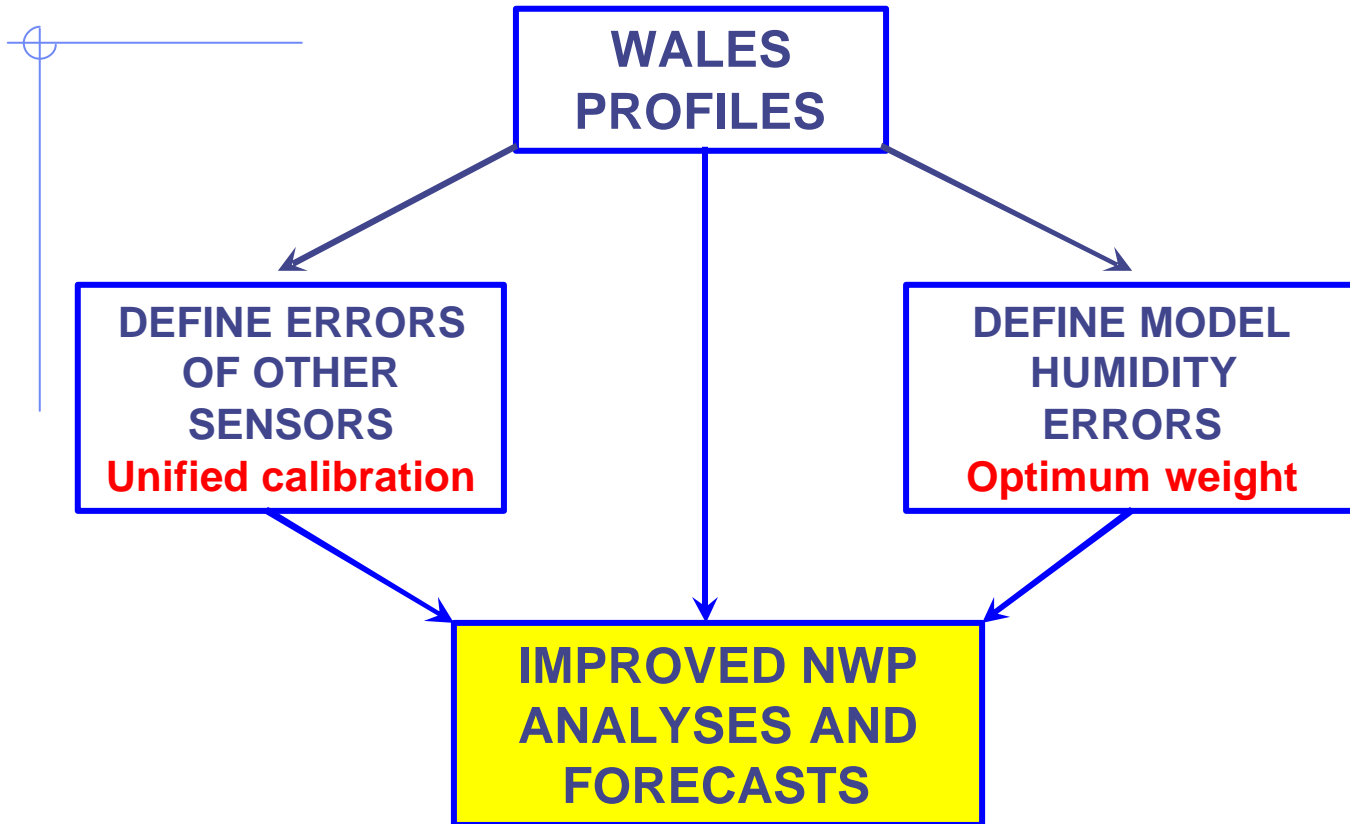 WALES
PROFILES
DEFINE ERRORS
OF OTHER
SENSORS
Unified calibration
DEFINE MODEL
HUMIDITY
ERRORS
Optimum weight
IMPROVED NWP
ANALYSES AND
FORECASTS